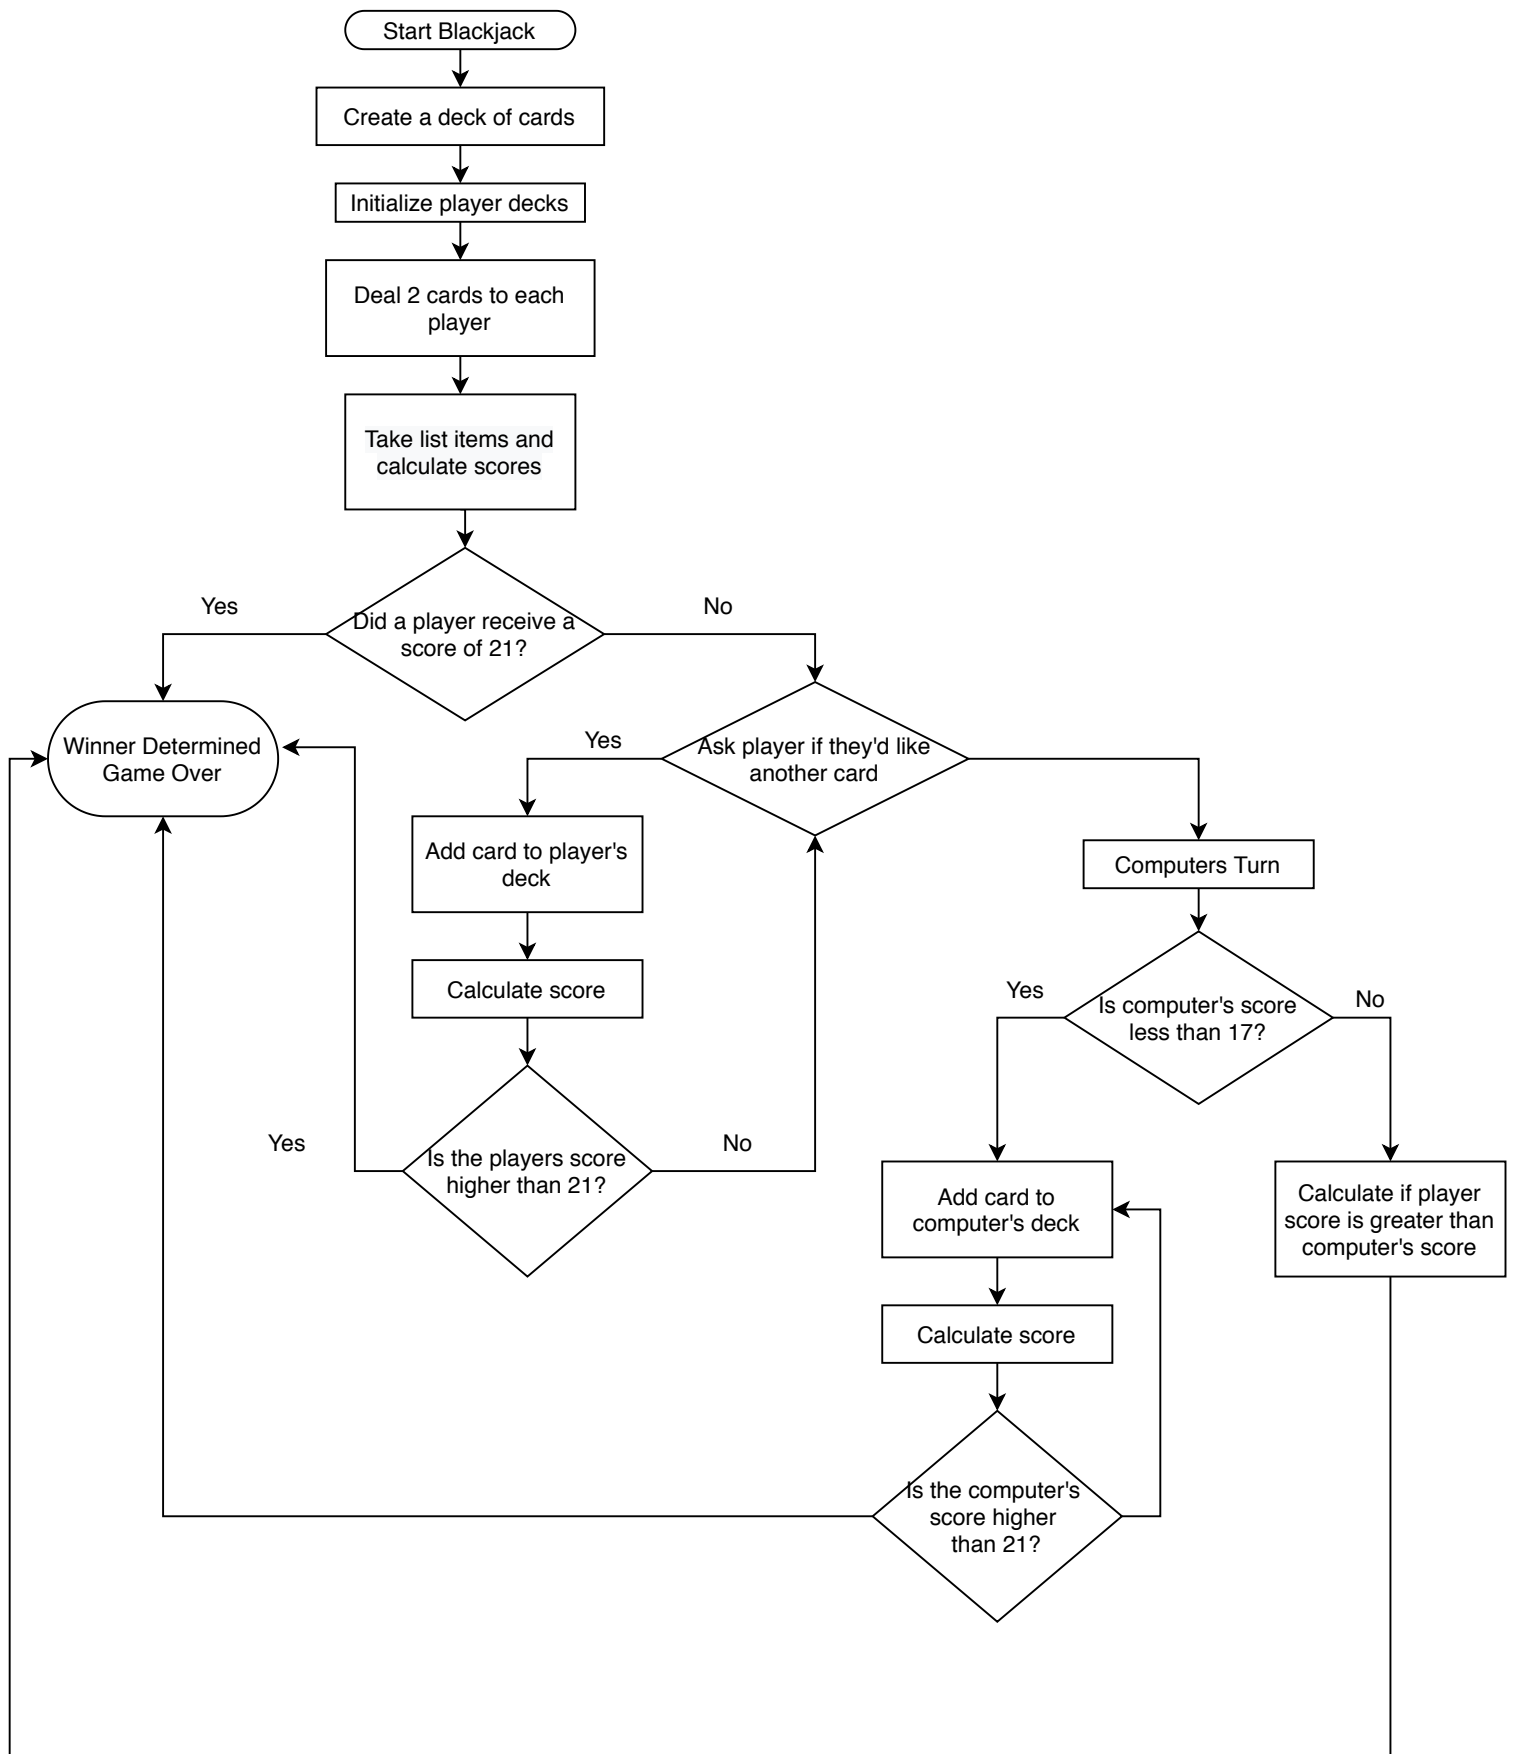 Start Blackjack
Create a deck of cards
Initialize player decks
Deal 2 cards to each
player
Take list items and
calculate scores
Yes
No
Did a player receive a
score of 21?
Winner Determined
Game Over
Yes
Ask player if they'd like
another card
Add card to player's
deck
Computers Turn
Calculate score
Yes
No
Is computer's score
less than 17?
Yes
No
Is the players score
higher than 21?
Add card to
computer's deck
Calculate if player
score is greater than
computer's score
Calculate score
Is the computer's
score higher
than 21?